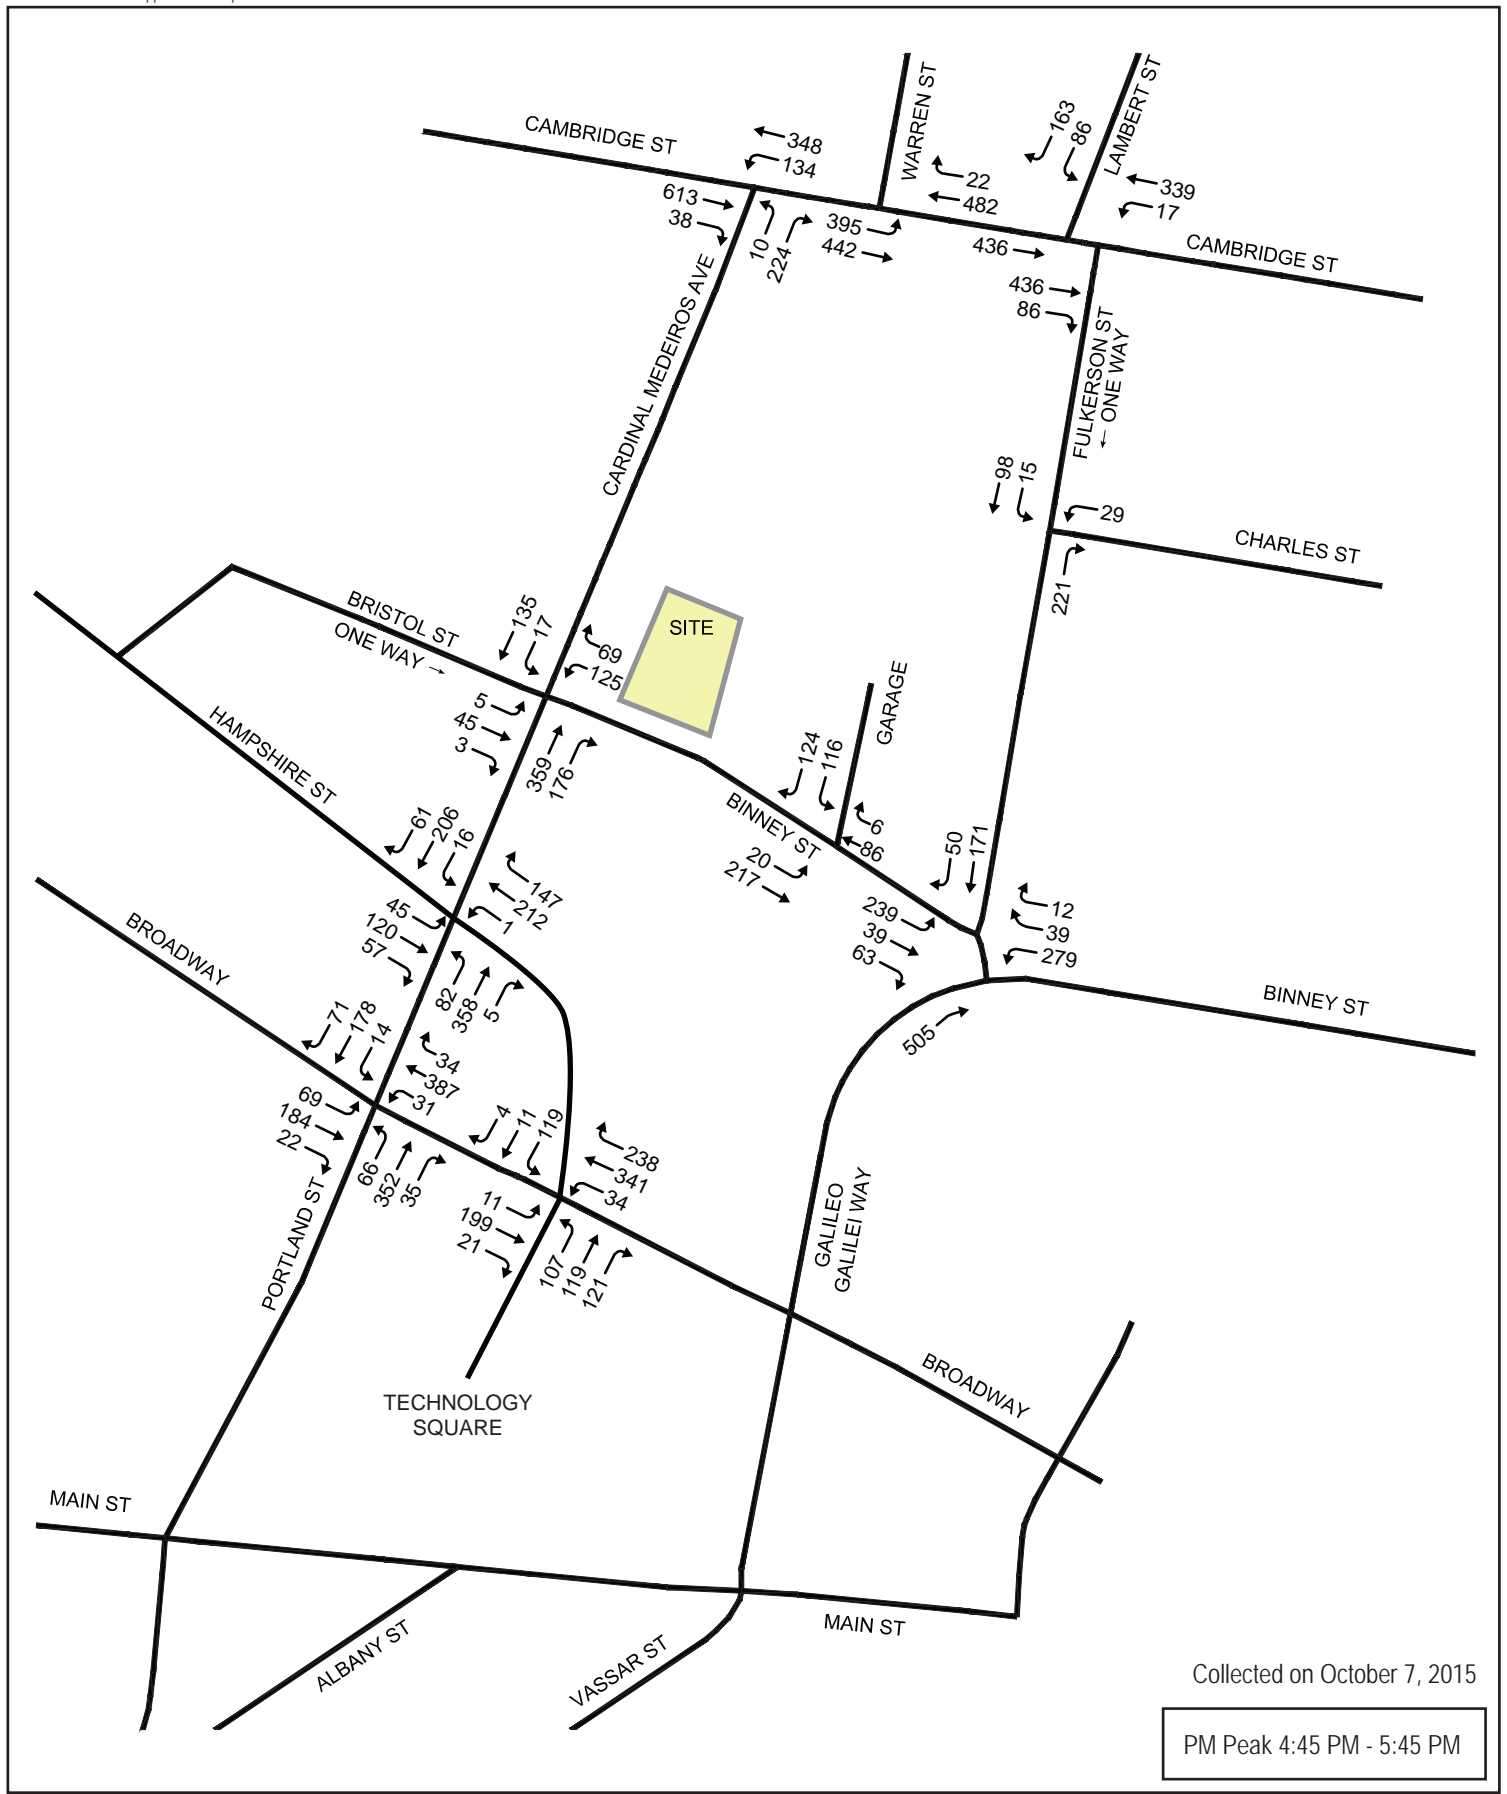 CAMBRIDGE ST
WARREN ST
LAMBERT ST
348
134
613
38
10
224
22
482
395
442
163
86
339
17
436
436
86
CAMBRIDGE ST
CARDINAL MEDEIROS AVE
FULKERSON ST
← ONE WAY
98
15
29
221
CHARLES ST
BRISTOL ST
ONE WAY →
135
17
69
125
5
45
3
359
176
SITE
GARAGE
HAMPSHIRE ST
BINNEY ST
124
116
6
86
20
217
50
171
12
39
279
239
39
63
505
BINNEY ST
61
206
16
147
212
1
45
120
57
82
358
5
BROADWAY
71
178
14
34
387
31
69
184
22
66
352
35
4
11
119
238
341
34
11
199
21
107
119
121
PORTLAND ST
GALILEO
GALILEI WAY
TECHNOLOGY
SQUARE
BROADWAY
MAIN ST
MAIN ST
ALBANY ST
VASSAR ST
Collected on October 7, 2015
PM Peak 4:45 PM - 5:45 PM